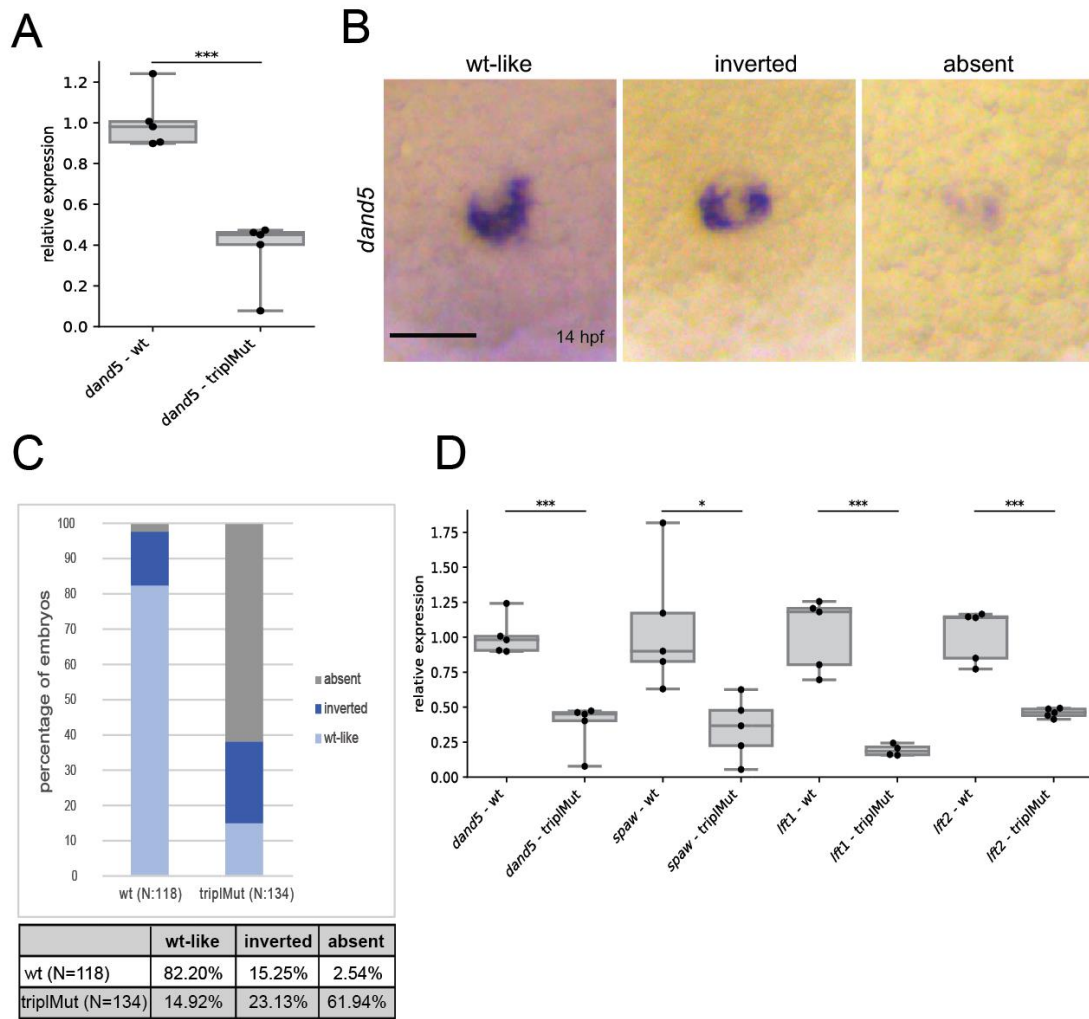 A
***
relative expression
1.2
1.0
0.8
0.6
0.4
0.2
0.0
dand5 - wt
dand5 - triplMut
B
wt-like inverted absent
dand5
14 hpf
C
percentage of embryos
100
90
80
70
60
50
40
30
20
10
0
absent
inverted
wt-like
wt (N:118) triplMut (N:134)
wt-like inverted absent
wt (N=118) 82.20% 15.25% 2.54%
triplMut (N=134) 14.92% 23.13% 61.94%
D
*** * *** ***
relative expression
1.75
1.50
1.25
1.00
0.75
0.50
0.25
0.00
dand5 - wt
dand5 - triplMut
spaw - wt
spaw - triplMut
lft1 - wt
lft1 - triplMut
lft2 - wt
lft2 - triplMut